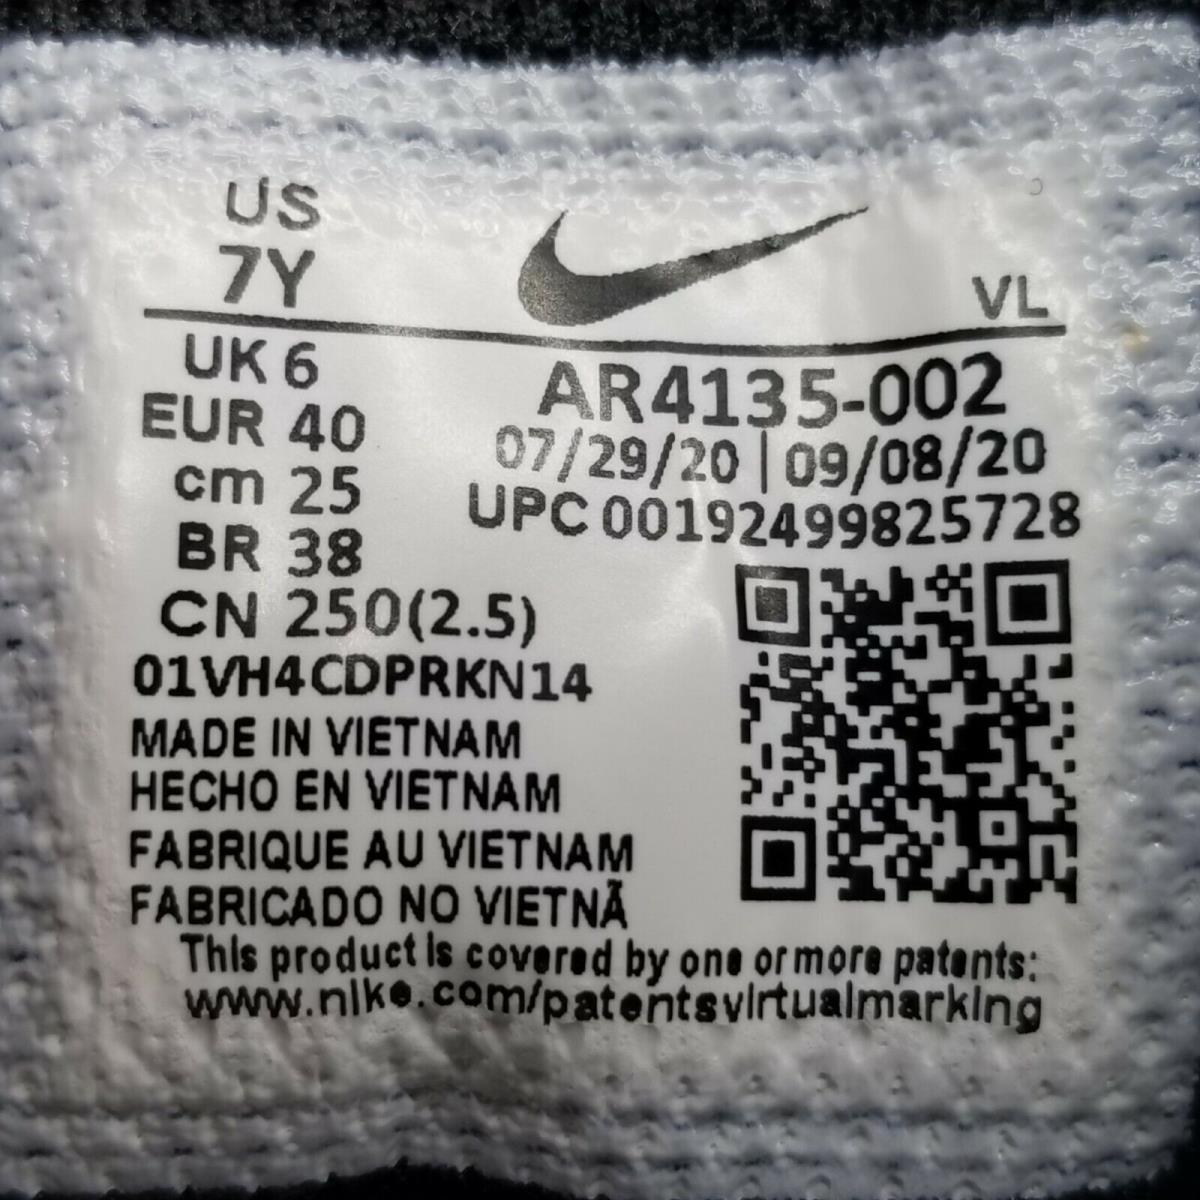 US
7Y
VL
UK 6
EUR 40
cm 25
BR 38
CN 250(2.5)
AR4135-002
07/29/20 | 09/08/20
UPC 00192499825728
01VH4CDPRKN14
MADE IN VIETNAM
HECHO EN VIETNAM
FABRIQUE AU VIETNAM
FABRICADO NO VIETNÃ
This product is covered by one or more patents:
www.nike.com/patentsvirtualmarking